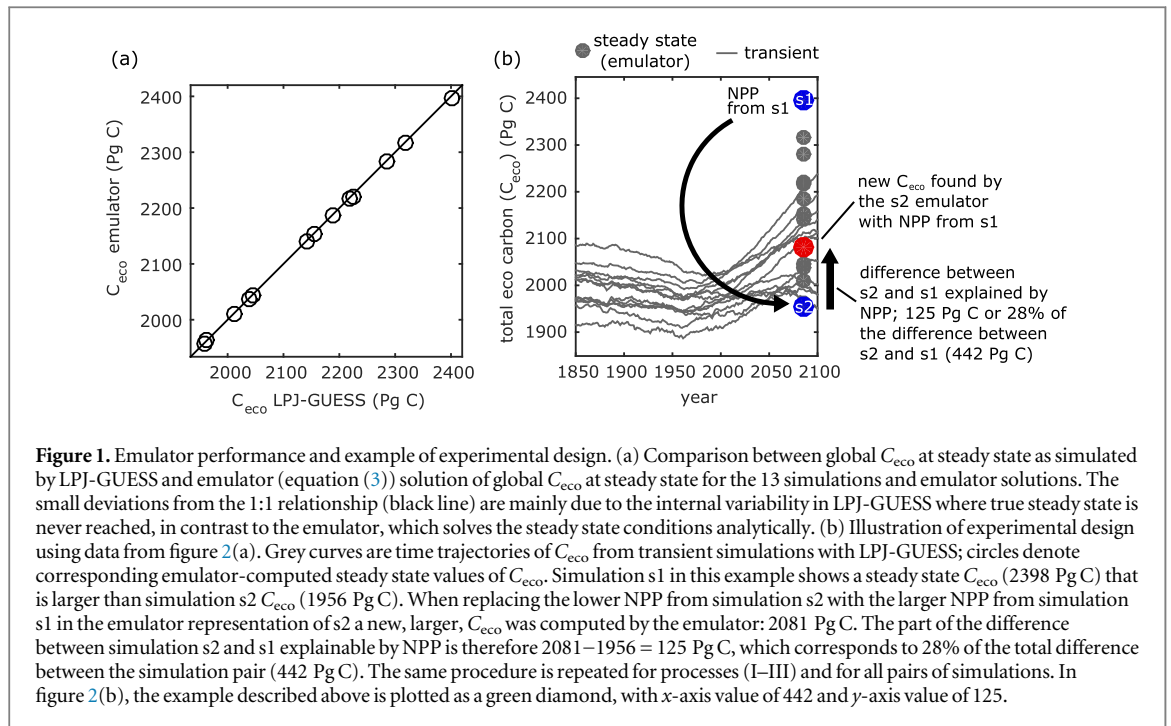 (a)
2400
2300
2200
2100
2000
C_eco emulator (Pg C)
2000 2100 2200 2300 2400
C_eco LPJ-GUESS (Pg C)
(b)
steady state
(emulator)
transient
2400
2300
2200
2100
2000
1900
total eco carbon (C_eco) (Pg C)
1850 1900 1950 2000 2050 2100
year
NPP
from s1
s1
s2
new C_eco found by
the s2 emulator
with NPP from s1
difference between
s2 and s1 explained by
NPP; 125 Pg C or 28% of
the difference between
s2 and s1 (442 Pg C)
Figure 1. Emulator performance and example of experimental design. (a) Comparison between global C_eco at steady state as simulated
by LPJ-GUESS and emulator (equation (3)) solution of global C_eco at steady state for the 13 simulations and emulator solutions. The
small deviations from the 1:1 relationship (black line) are mainly due to the internal variability in LPJ-GUESS where true steady state is
never reached, in contrast to the emulator, which solves the steady state conditions analytically. (b) Illustration of experimental design
using data from figure 2(a). Grey curves are time trajectories of C_eco from transient simulations with LPJ-GUESS; circles denote
corresponding emulator-computed steady state values of C_eco. Simulation s1 in this example shows a steady state C_eco (2398 Pg C) that
is larger than simulation s2 C_eco (1956 Pg C). When replacing the lower NPP from simulation s2 with the larger NPP from simulation
s1 in the emulator representation of s2 a new, larger, C_eco was computed by the emulator: 2081 Pg C. The part of the difference
between simulation s2 and s1 explainable by NPP is therefore 2081−1956 = 125 Pg C, which corresponds to 28% of the total difference
between the simulation pair (442 Pg C). The same procedure is repeated for processes (I–III) and for all pairs of simulations. In
figure 2(b), the example described above is plotted as a green diamond, with x-axis value of 442 and y-axis value of 125.